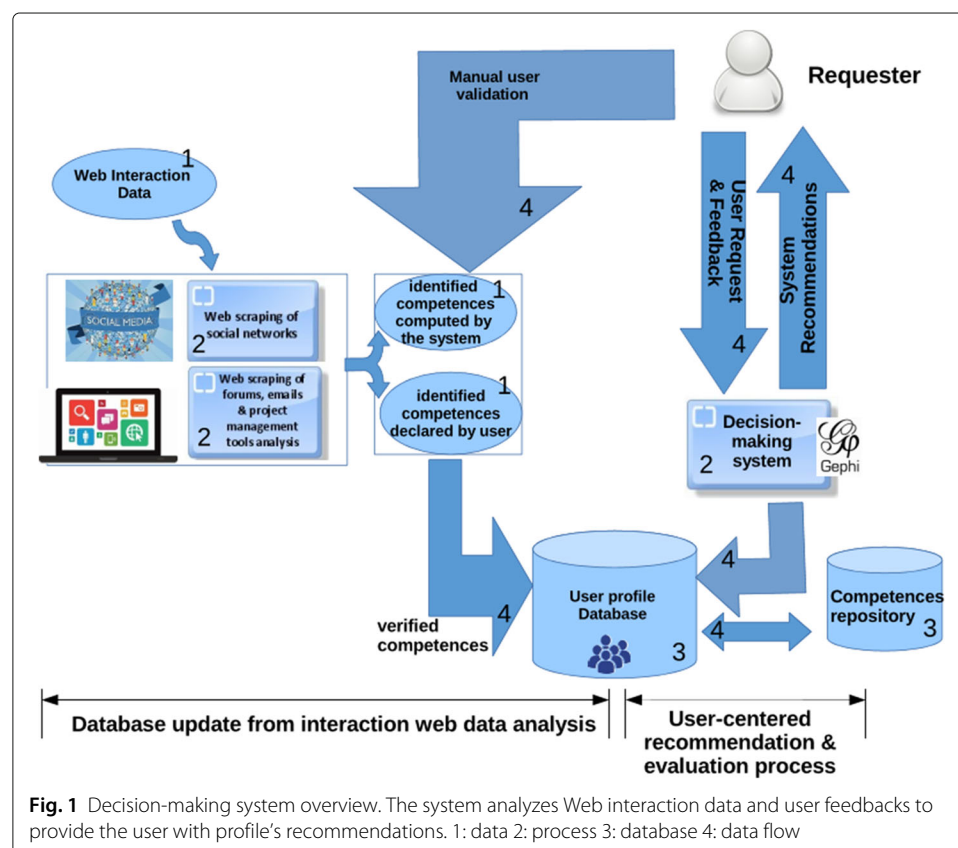 Manual user
validation
Requester
1
Web Interaction
Data
4
User Request
& Feedback
4
4
System
Recommendations
SOCIAL MEDIA
Web scraping of
social networks
2
Web scraping of
forums, emails
& project
management
tools analysis
2
1
identified
competences
computed by
the system
1
identified
competences
declared by user
Decision-
making
system
2
Gephi
4
verified
competences
User profile
Database
3
4
4
Competences
repository
3
Database update from interaction web data analysis
User-centered
recommendation &
evaluation process
Fig. 1 Decision-making system overview. The system analyzes Web interaction data and user feedbacks to
provide the user with profile's recommendations. 1: data 2: process 3: database 4: data flow